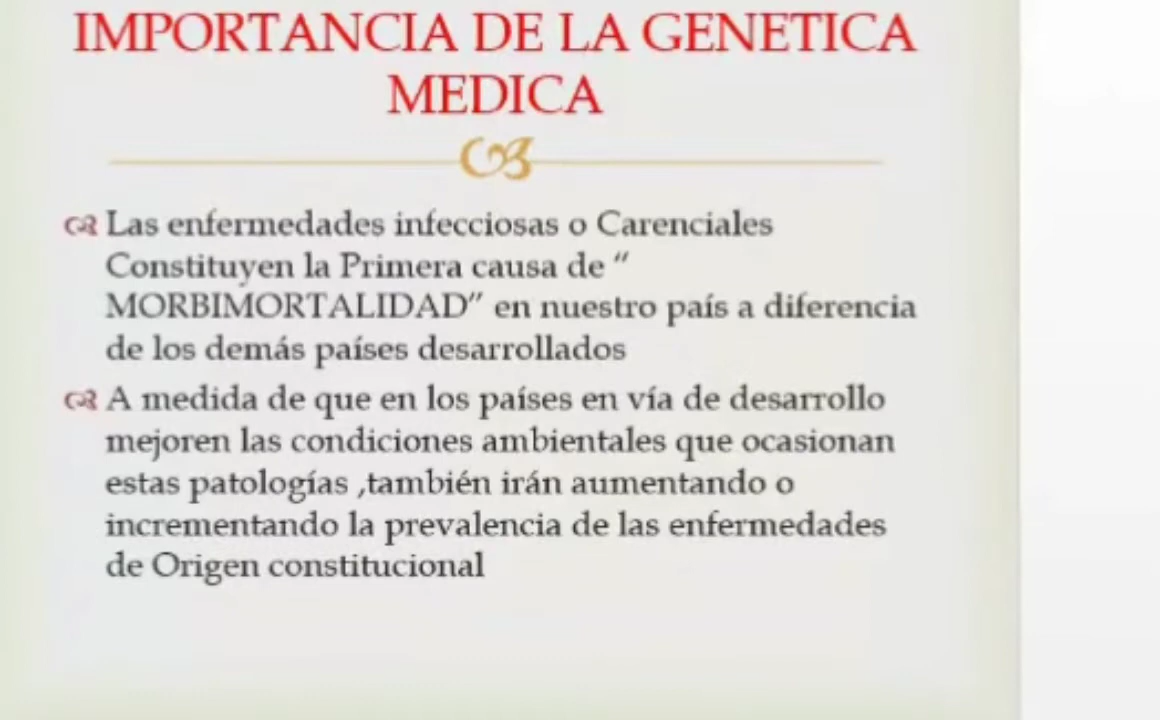 IMPORTANCIA DE LA GENETICA
MEDICA
Las enfermedades infecciosas o Carenciales
Constituyen la Primera causa de “
MORBIMORTALIDAD” en nuestro país a diferencia
de los demás países desarrollados
A medida de que en los países en vía de desarrollo
mejoren las condiciones ambientales que ocasionan
estas patologías ,también irán aumentando o
incrementando la prevalencia de las enfermedades
de Origen constitucional